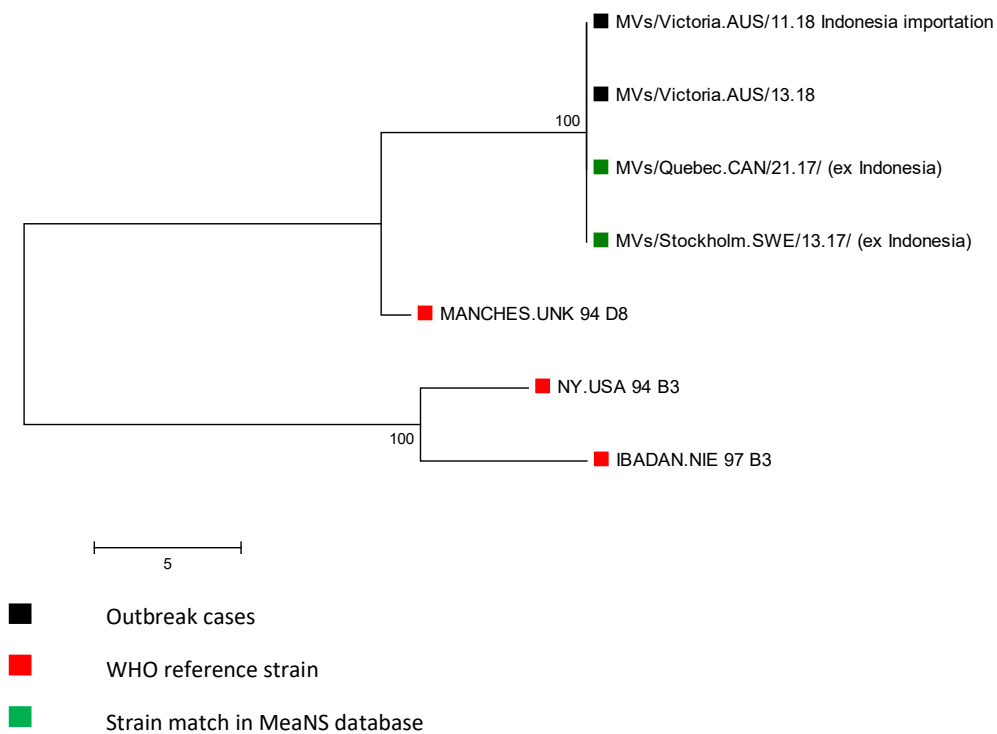 MVs/Victoria.AUS/11.18 Indonesia importation
MVs/Victoria.AUS/13.18
100
MVs/Quebec.CAN/21.17/ (ex Indonesia)
MVs/Stockholm.SWE/13.17/ (ex Indonesia)
MANCHES.UNK 94 D8
NY.USA 94 B3
100
IBADAN.NIE 97 B3
5
Outbreak cases
WHO reference strain
Strain match in MeaNS database